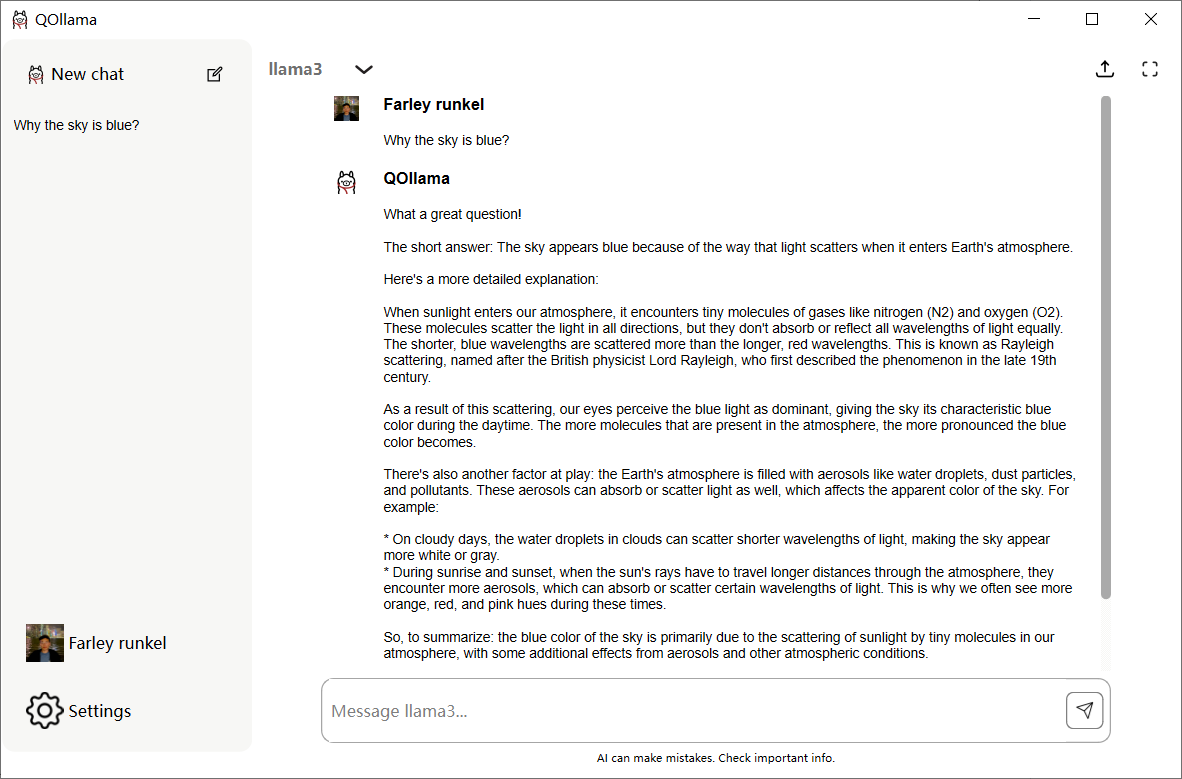 QOllama
New chat
Why the sky is blue?
Farley runkel
Settings
llama3
Farley runkel
Why the sky is blue?
QOllama
What a great question!
The short answer: The sky appears blue because of the way that light scatters when it enters Earth's atmosphere.
Here's a more detailed explanation:
When sunlight enters our atmosphere, it encounters tiny molecules of gases like nitrogen (N2) and oxygen (O2).
These molecules scatter the light in all directions, but they don't absorb or reflect all wavelengths of light equally.
The shorter, blue wavelengths are scattered more than the longer, red wavelengths. This is known as Rayleigh
scattering, named after the British physicist Lord Rayleigh, who first described the phenomenon in the late 19th
century.
As a result of this scattering, our eyes perceive the blue light as dominant, giving the sky its characteristic blue
color during the daytime. The more molecules that are present in the atmosphere, the more pronounced the blue
color becomes.
There's also another factor at play: the Earth's atmosphere is filled with aerosols like water droplets, dust particles,
and pollutants. These aerosols can absorb or scatter light as well, which affects the apparent color of the sky. For
example:
* On cloudy days, the water droplets in clouds can scatter shorter wavelengths of light, making the sky appear
more white or gray.
* During sunrise and sunset, when the sun's rays have to travel longer distances through the atmosphere, they
encounter more aerosols, which can absorb or scatter certain wavelengths of light. This is why we often see more
orange, red, and pink hues during these times.
So, to summarize: the blue color of the sky is primarily due to the scattering of sunlight by tiny molecules in our
atmosphere, with some additional effects from aerosols and other atmospheric conditions.
Message llama3...
AI can make mistakes. Check important info.